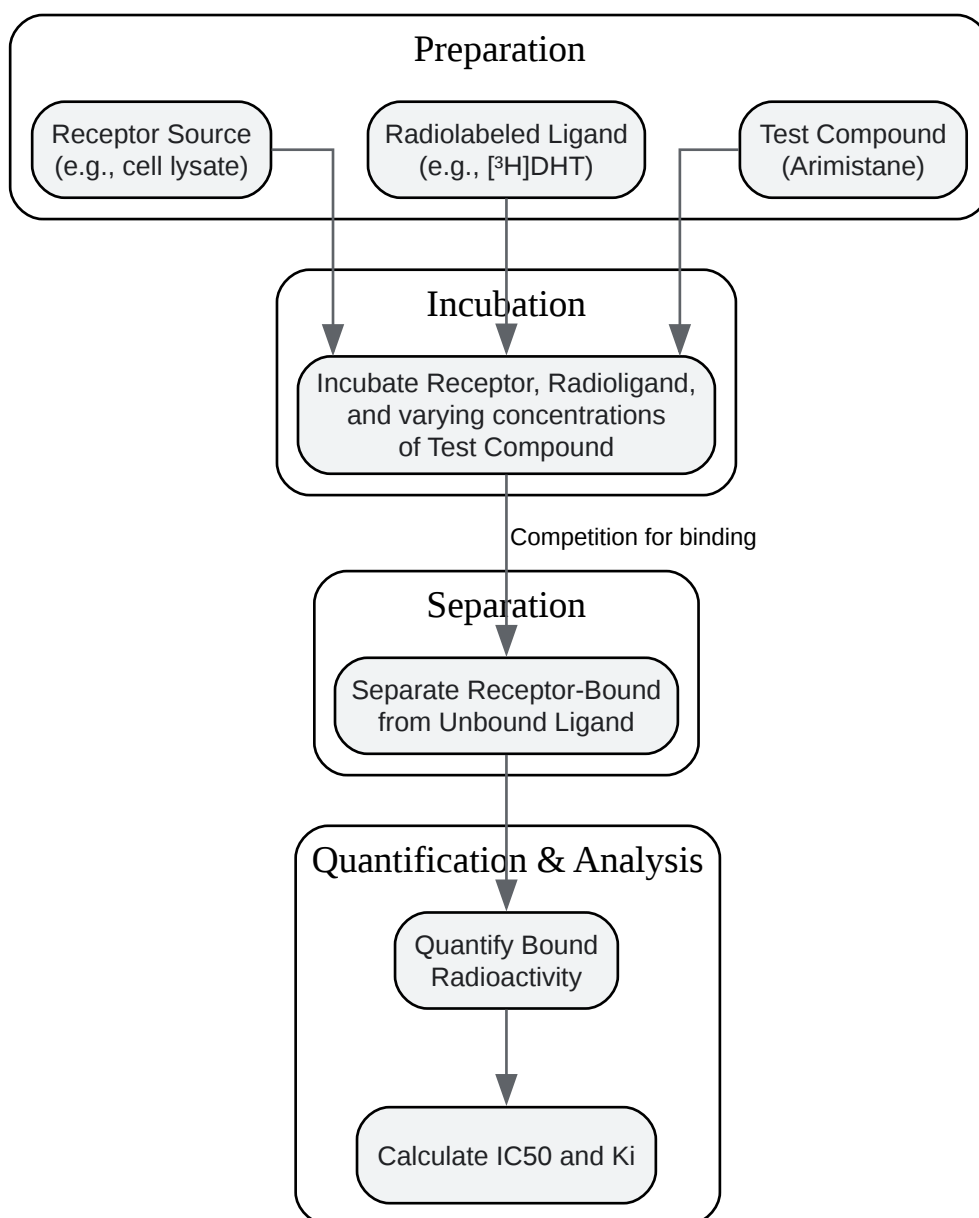 Preparation
Receptor Source
(e.g., cell lysate)
Radiolabeled Ligand
(e.g., [³H]DHT)
Test Compound
(Arimistane)
Incubation
Incubate Receptor, Radioligand,
and varying concentrations
of Test Compound
Competition for binding
Separation
Separate Receptor-Bound
from Unbound Ligand
Quantification & Analysis
Quantify Bound
Radioactivity
Calculate IC50 and Ki